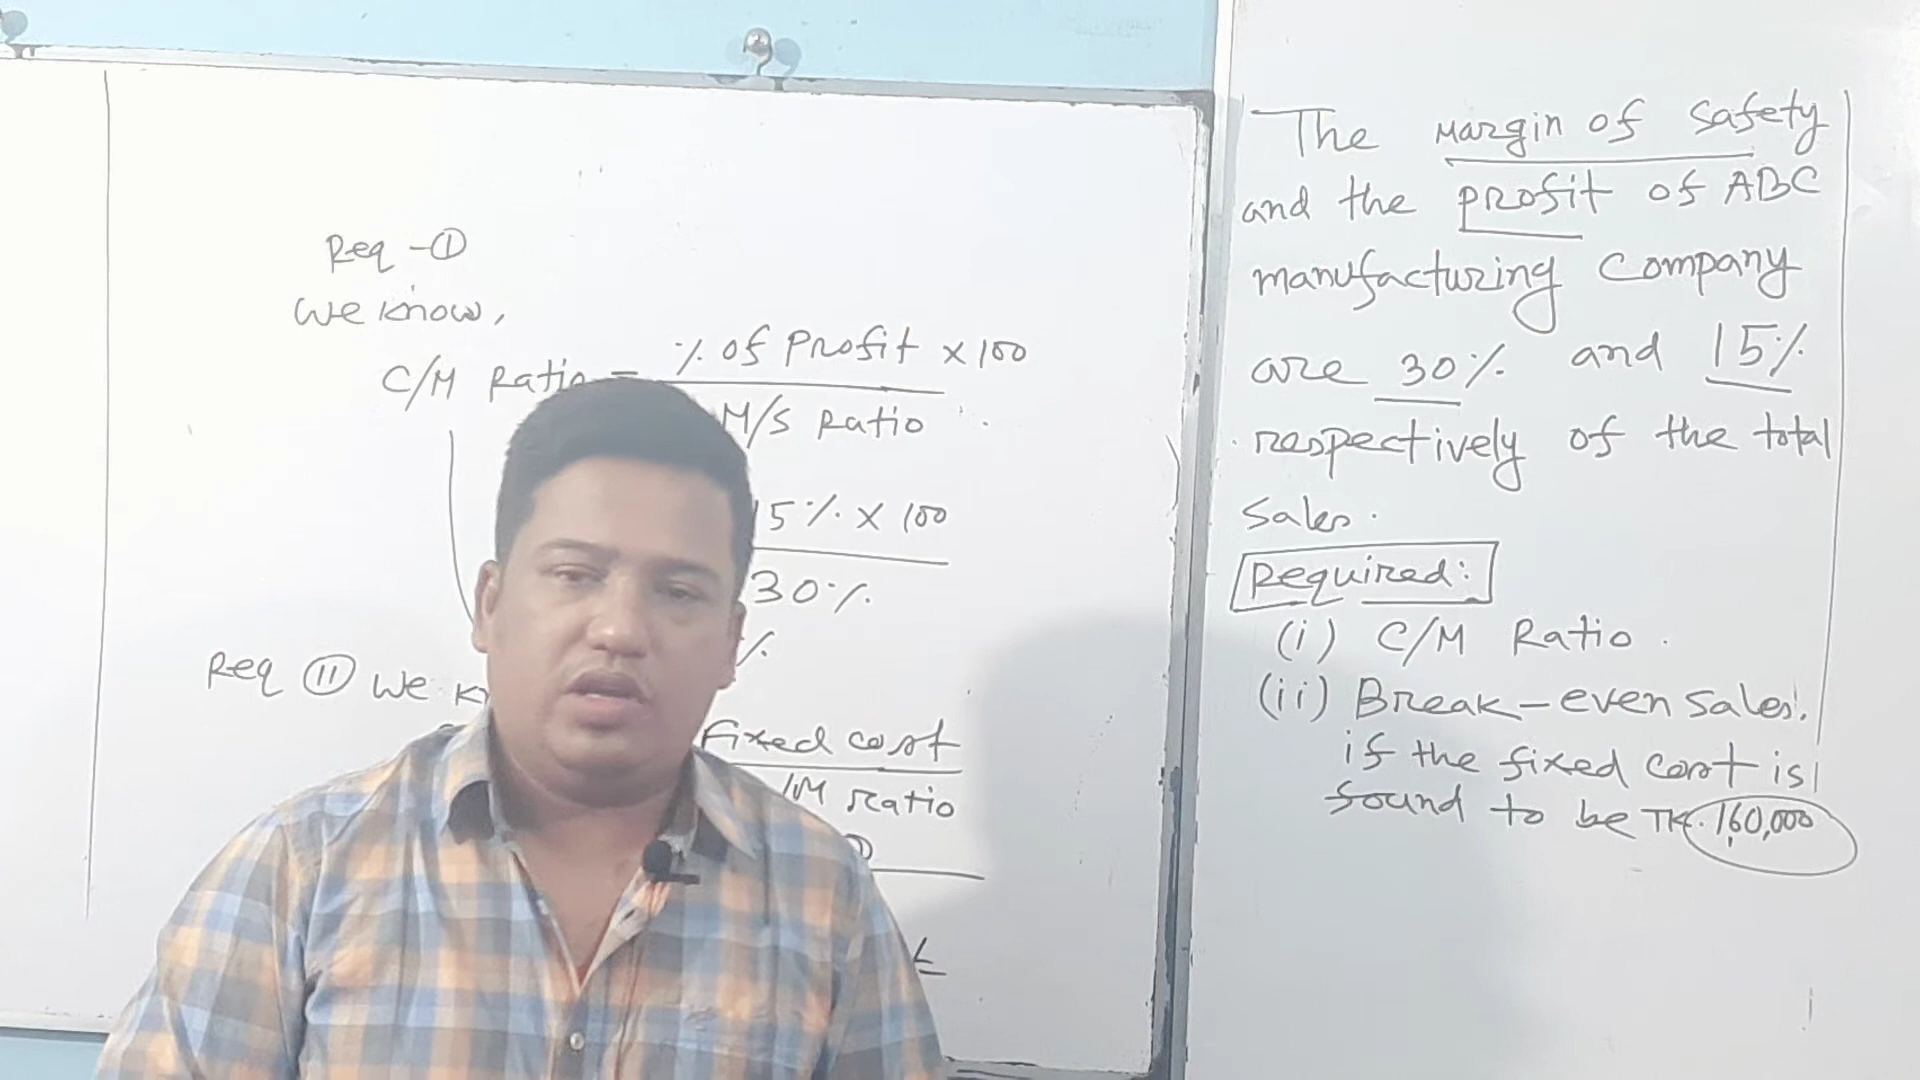 Req - ①
We know,
C/M Ratio = % of Profit × 100
M/S Ratio
15% × 100
30%
%
Req ⑪ We
Fixed cost
/M ratio
The Margin of Safety
and the profit of ABC
manufacturing Company
are 30% and 15%
respectively of the total
Sales.
Required:
(i) C/M Ratio.
(ii) Break-even Sales.
if the fixed cost is
found to be TK. 160,000